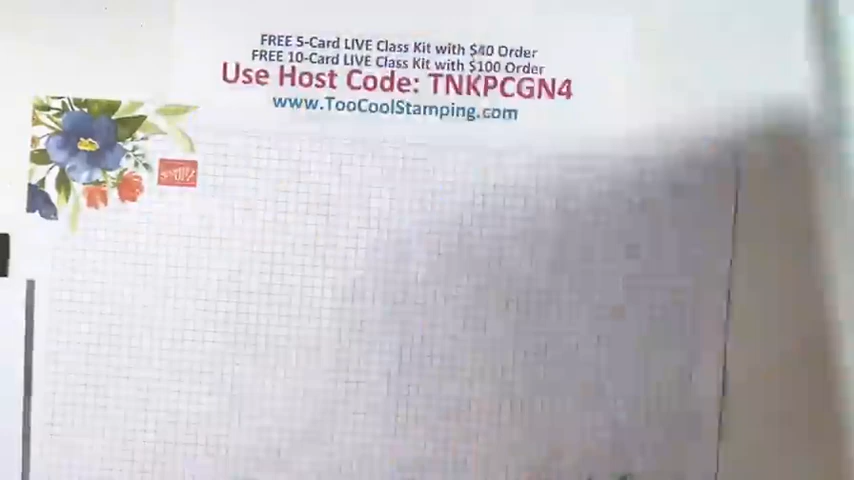 FREE 5-Card LIVE Class Kit with $40 Order
FREE 10-Card LIVE Class Kit with $100 Order
Use Host Code: TNKPCGN4
www.TooCoolStamping.com